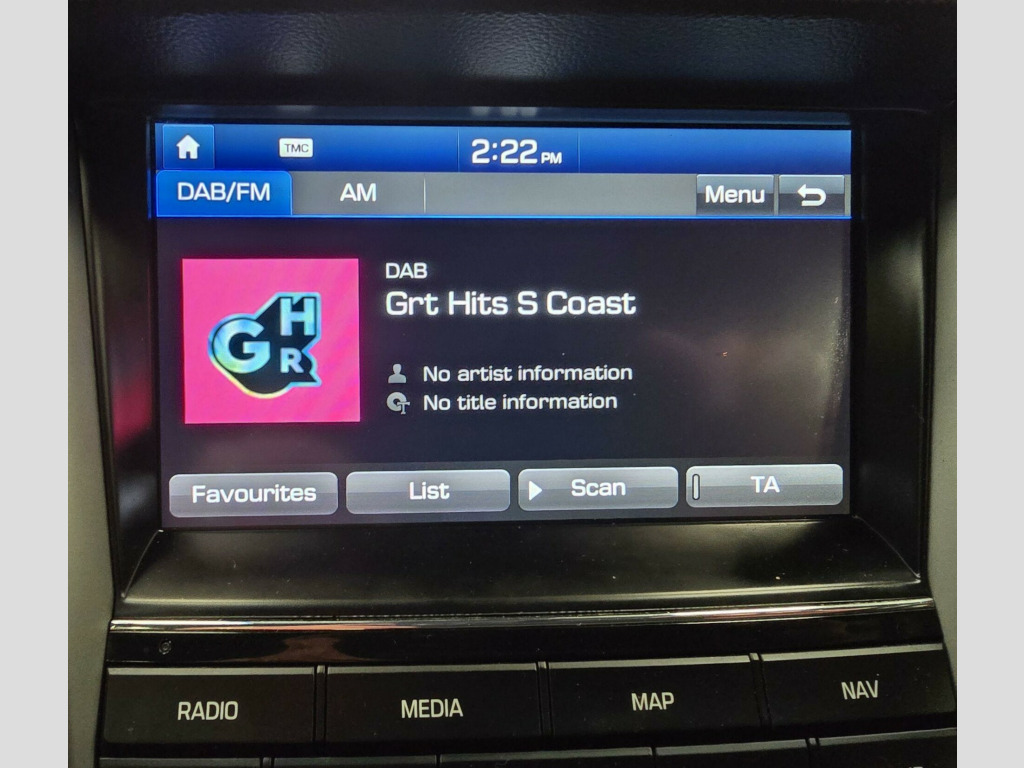 TMC
2:22 PM
DAB/FM AM Menu
DAB
Grt Hits S Coast
GHR
No artist information
No title information
Favourites List Scan TA
RADIO MEDIA MAP NAV